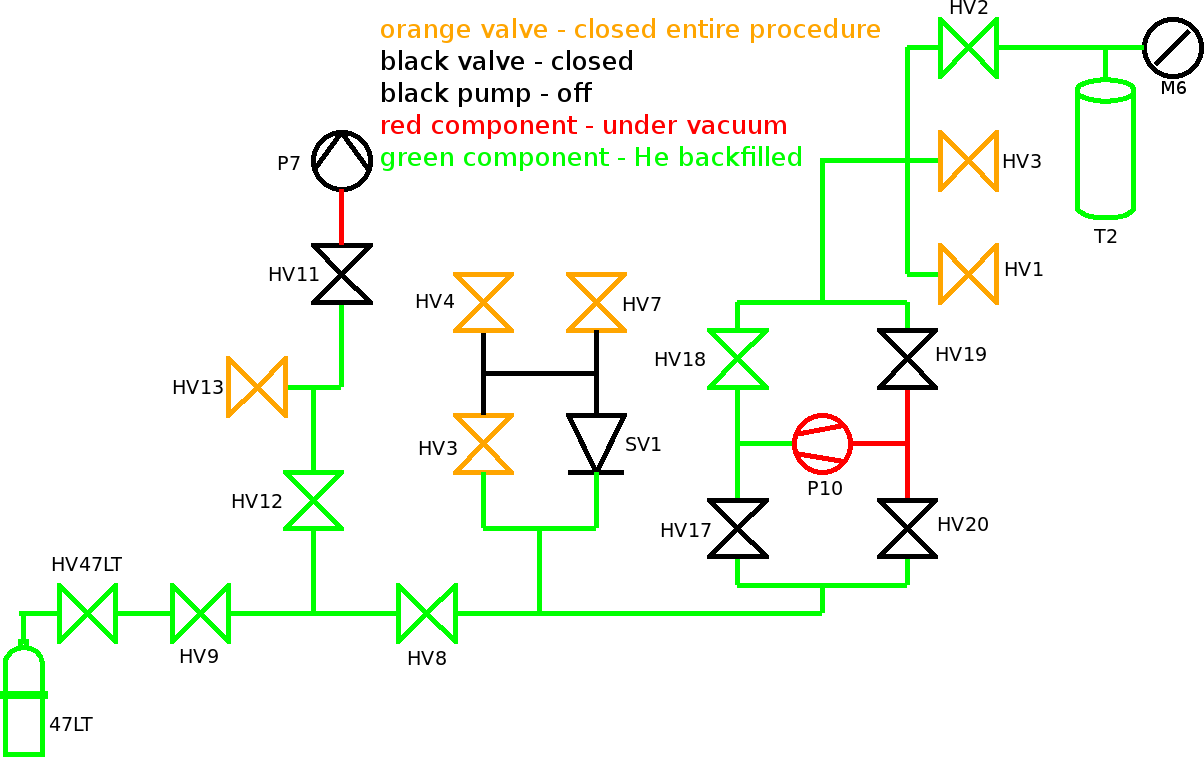 HV2
orange valve - closed entire procedure
black valve - closed
M6
black pump - off
red component - under vacuum
green component - He backfilled
P7
HV3
T2
HV1
HV11
HV4
HV7
HV18
HV19
HV13
HV3
SV1
P10
HV12
HV17
HV20
HV47LT
HV9
HV8
47LT